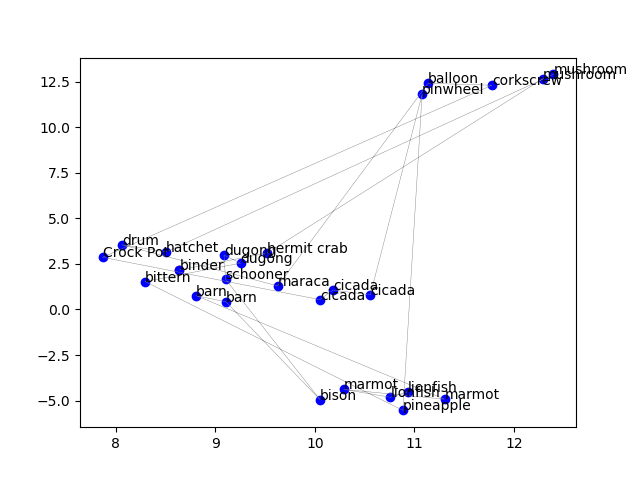 mushroom
mushroom
balloon
corkscrew
pinwheel
12.5
10.0
7.5
5.0
drum
hatchet
hermit crab
Crock Pot
dugong
dugong
2.5
binder
bittern
schooner
maraca
cicada
cicada
cicada
barn
barn
0.0
−2.5
marmot
lionfish
lionfish
marmot
bison
−5.0
pineapple
8
9
10
11
12